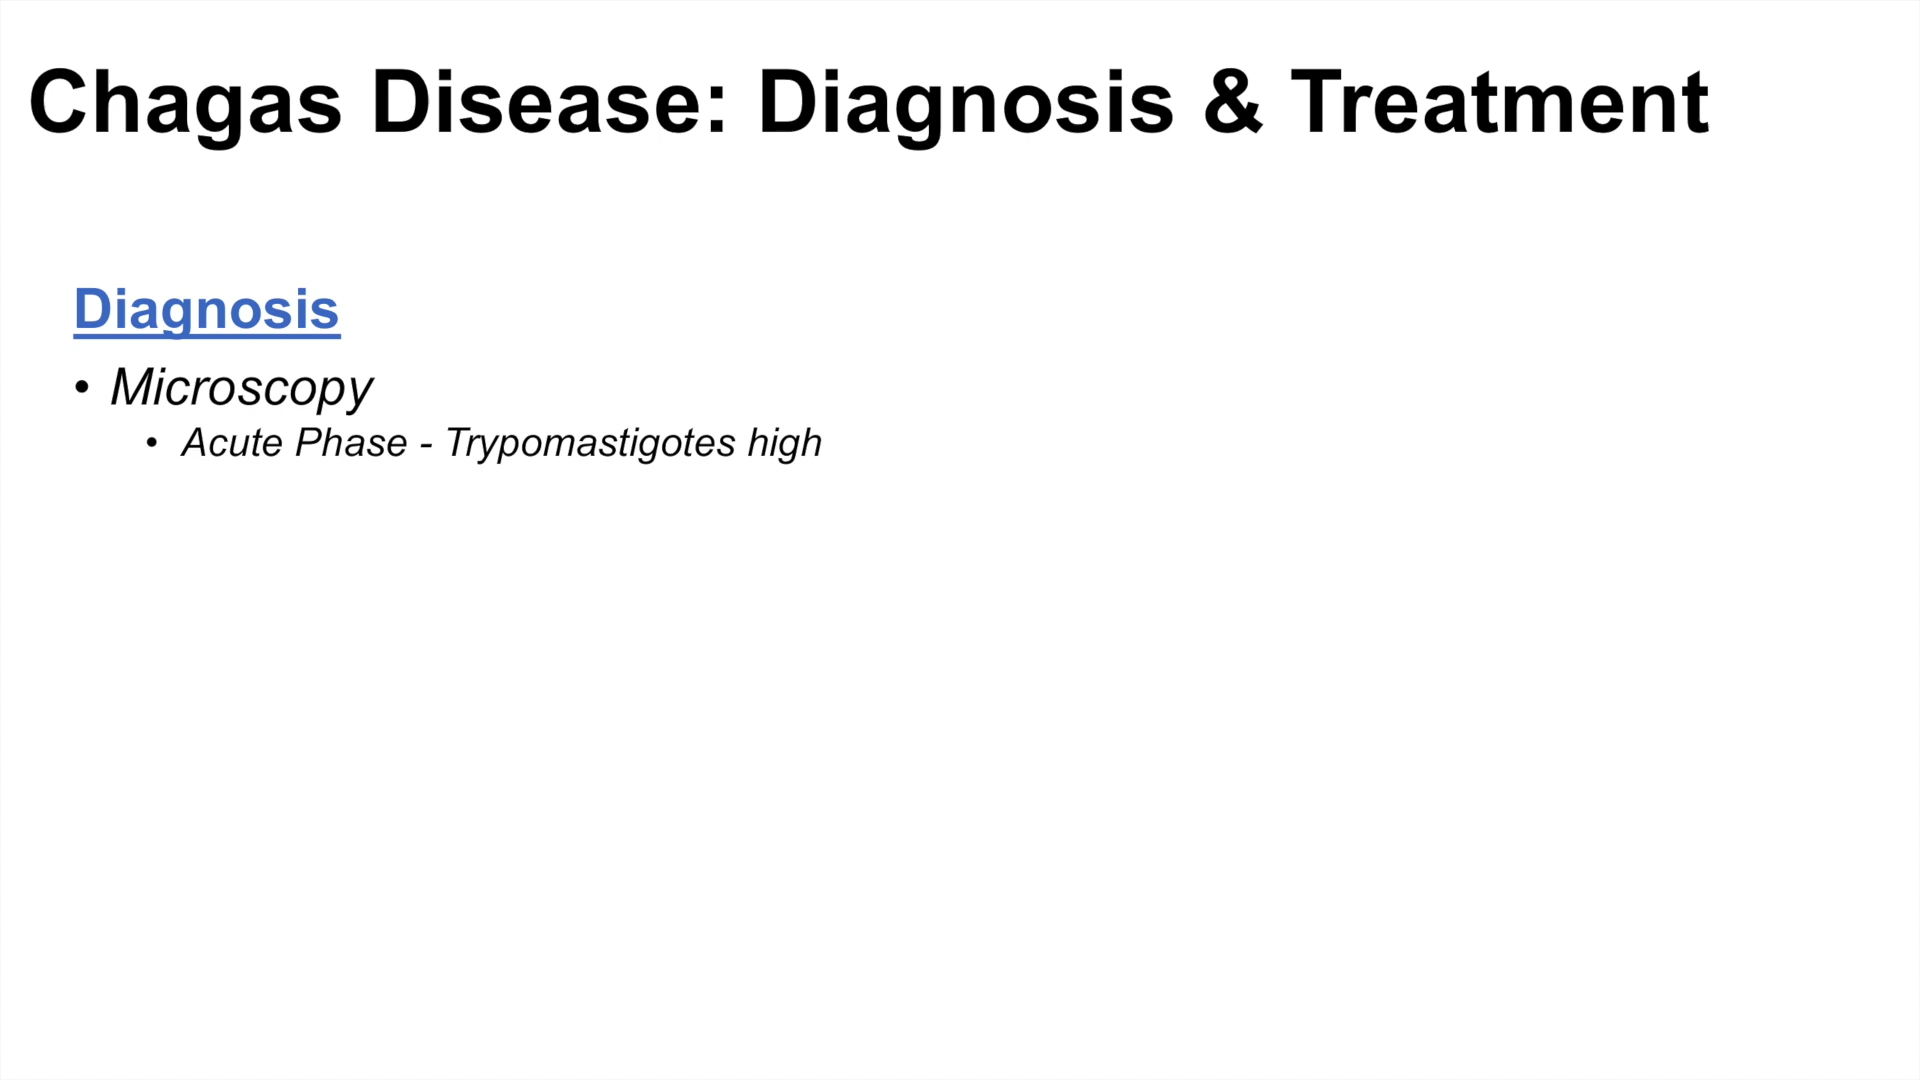 Chagas Disease: Diagnosis & Treatment
Diagnosis
• Microscopy
• Acute Phase - Trypomastigotes high